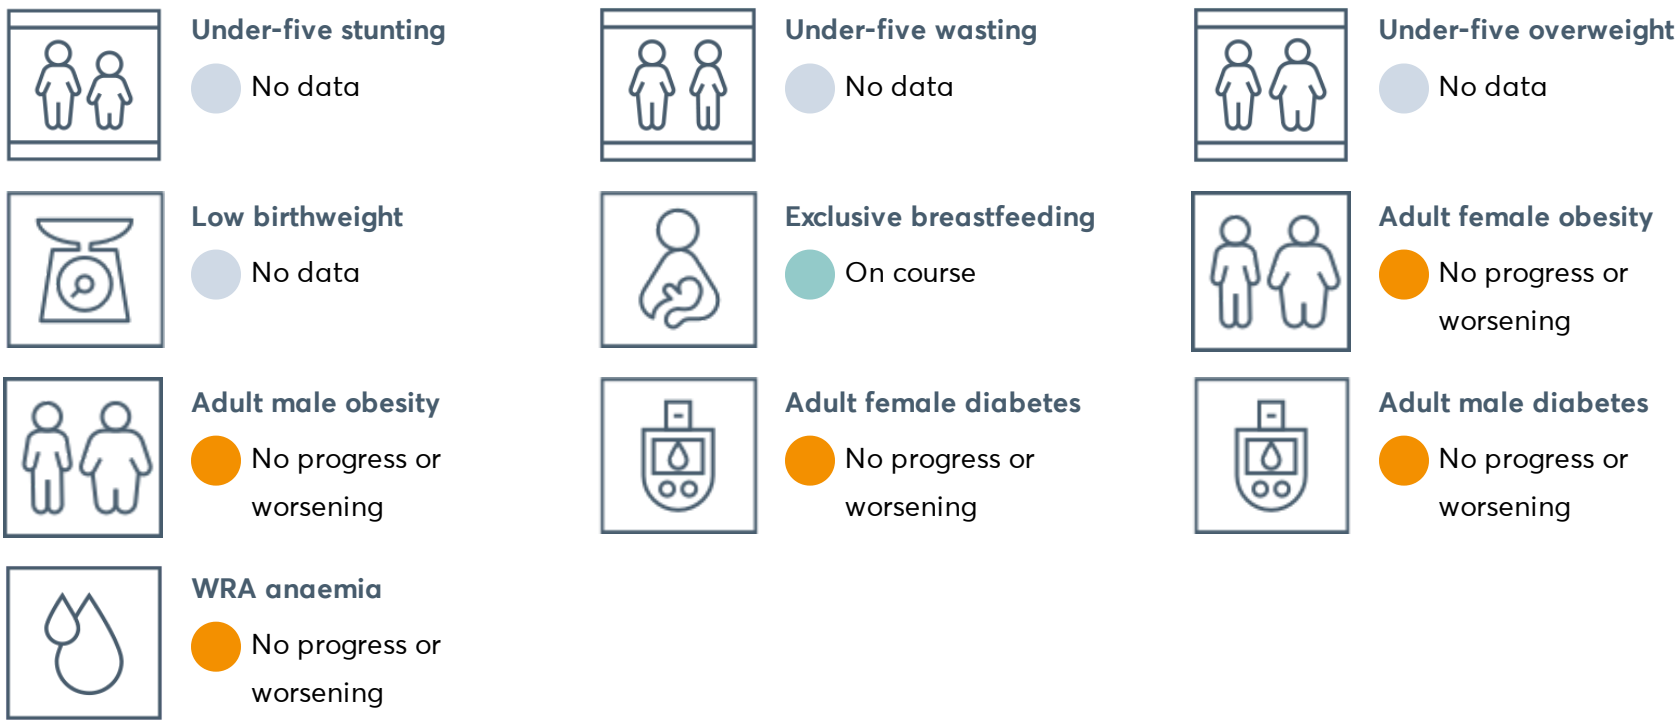 Under-five stunting
No data
Under-five wasting
No data
Under-five overweight
No data
Low birthweight
No data
Exclusive breastfeeding
On course
Adult female obesity
No progress or
worsening
Adult male obesity
No progress or
worsening
Adult female diabetes
No progress or
worsening
Adult male diabetes
No progress or
worsening
WRA anaemia
No progress or
worsening